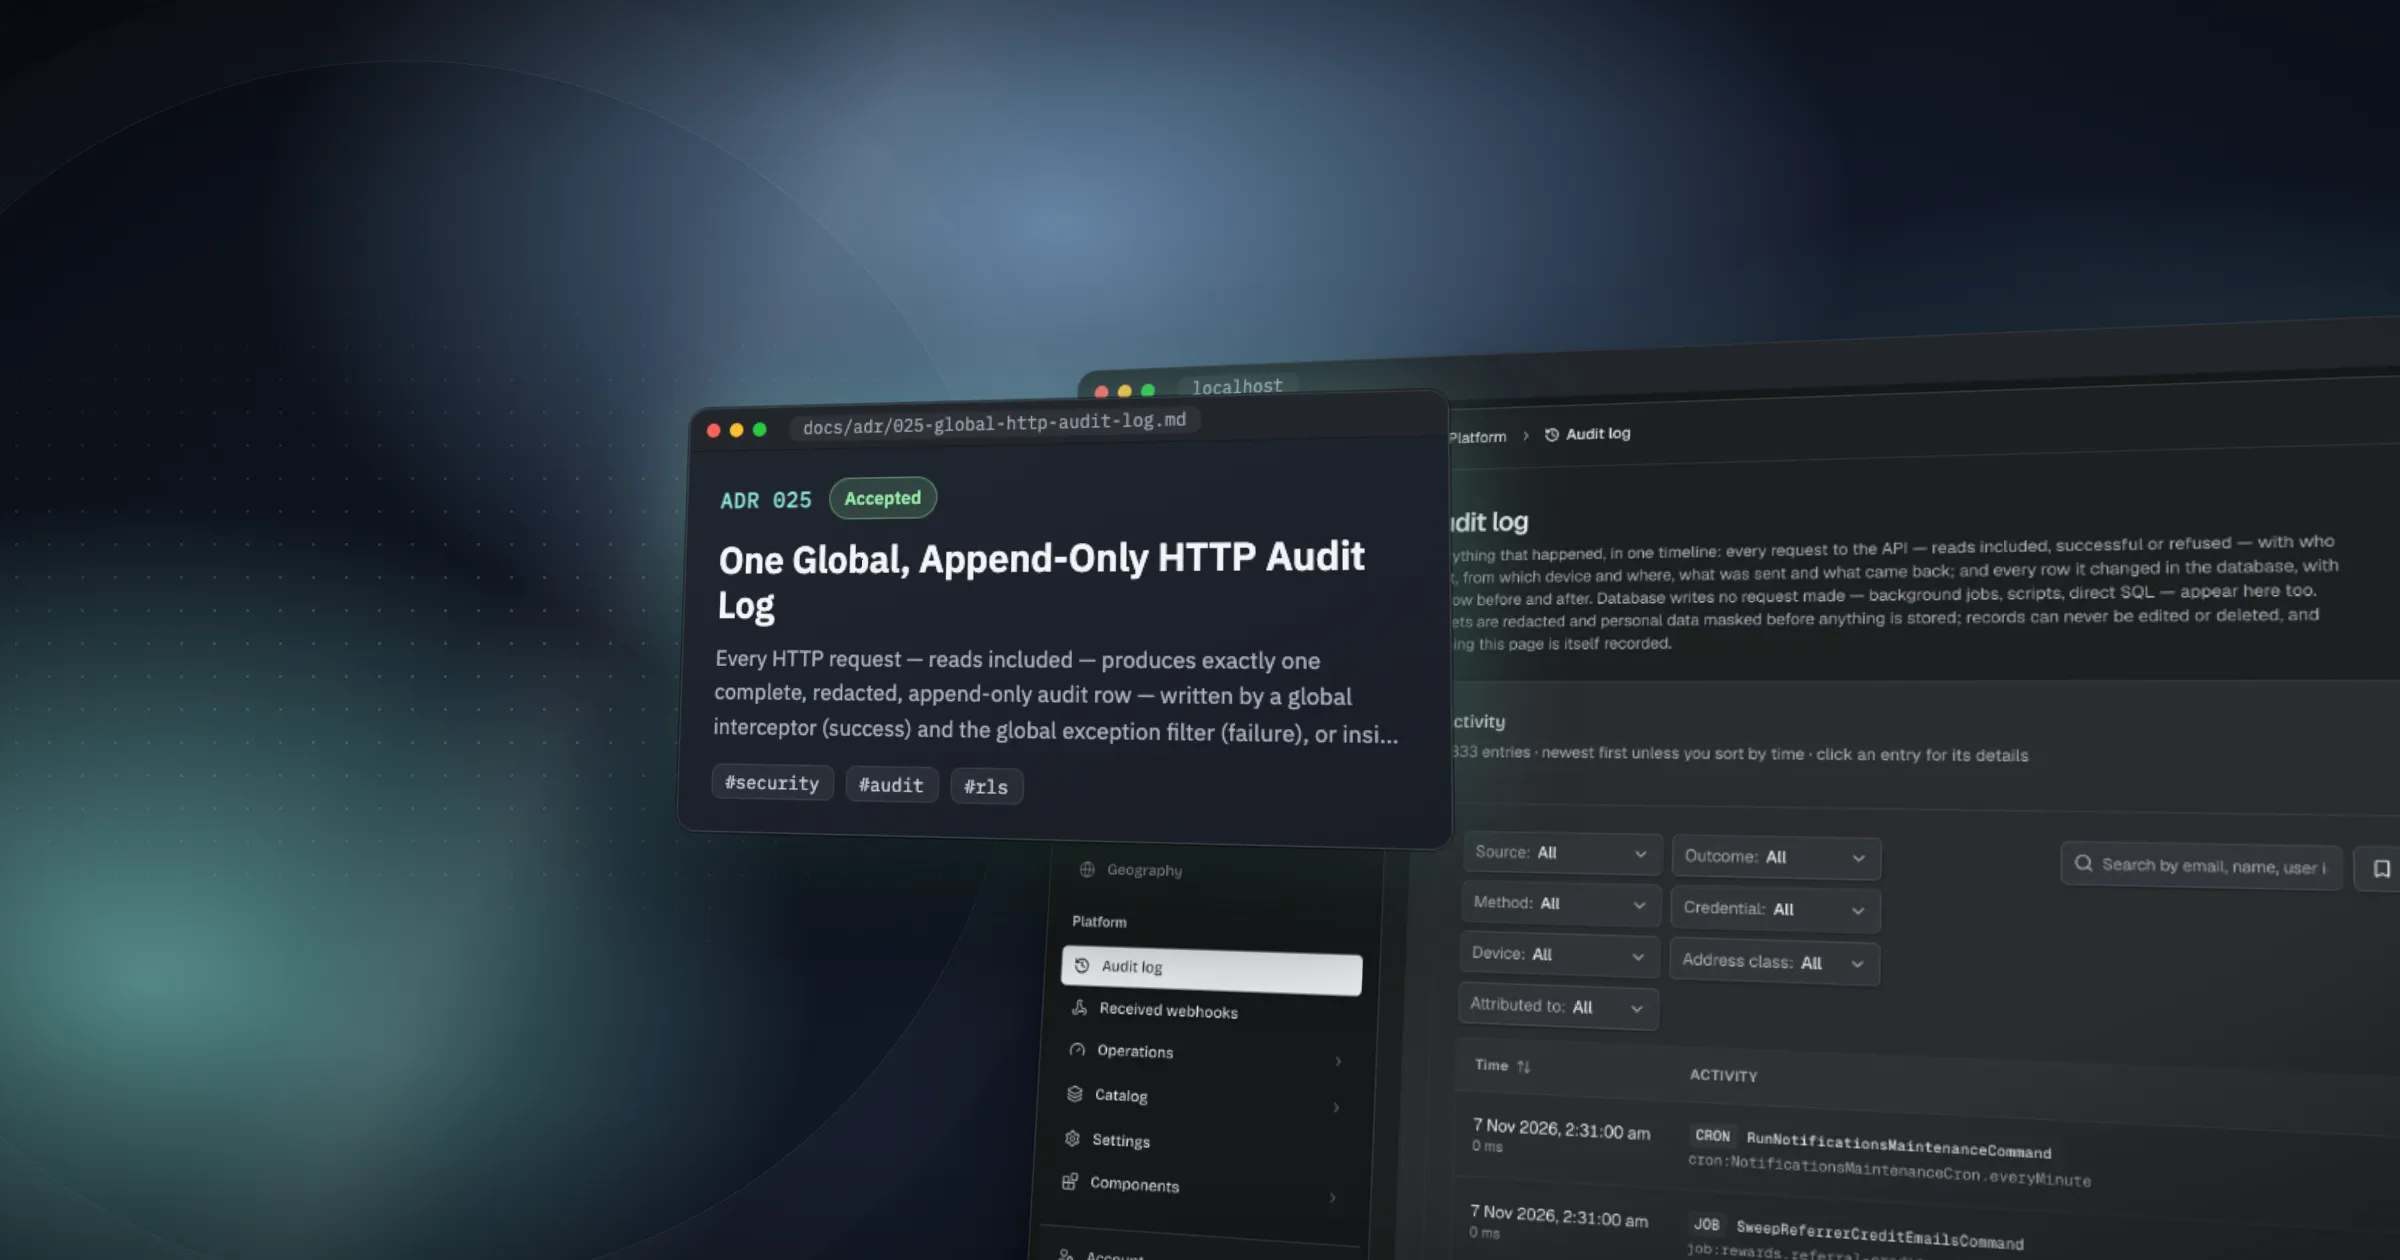 localhost
docs/adr/025-global-http-audit-log.md
ADR 025
Accepted
One Global, Append-Only HTTP Audit
Log
Every HTTP request — reads included — produces exactly one
complete, redacted, append-only audit row — written by a global
interceptor (success) and the global exception filter (failure), or insi...
#security
#audit
#rls
Platform
Audit log
dit log
ything that happened, in one timeline: every request to the API — reads included, successful or refused — with who
, from which device and where, what was sent and what came back; and every row it changed in the database, with
ow before and after. Database writes no request made — background jobs, scripts, direct SQL — appear here too.
ets are redacted and personal data masked before anything is stored; records can never be edited or deleted, and
ing this page is itself recorded.
ctivity
333 entries · newest first unless you sort by time · click an entry for its details
Source: All
Outcome: All
Search by email, name, user i
Method: All
Credential: All
Device: All
Address class: All
Attributed to: All
Time
ACTIVITY
7 Nov 2026, 2:31:00 am
0 ms
CRON RunNotificationsMaintenanceCommand
cron:NotificationsMaintenanceCron.everyMinute
7 Nov 2026, 2:31:00 am
0 ms
JOB SweepReferrerCreditEmailsCommand
Geography
Platform
Audit log
Received webhooks
Operations
Catalog
Settings
Components